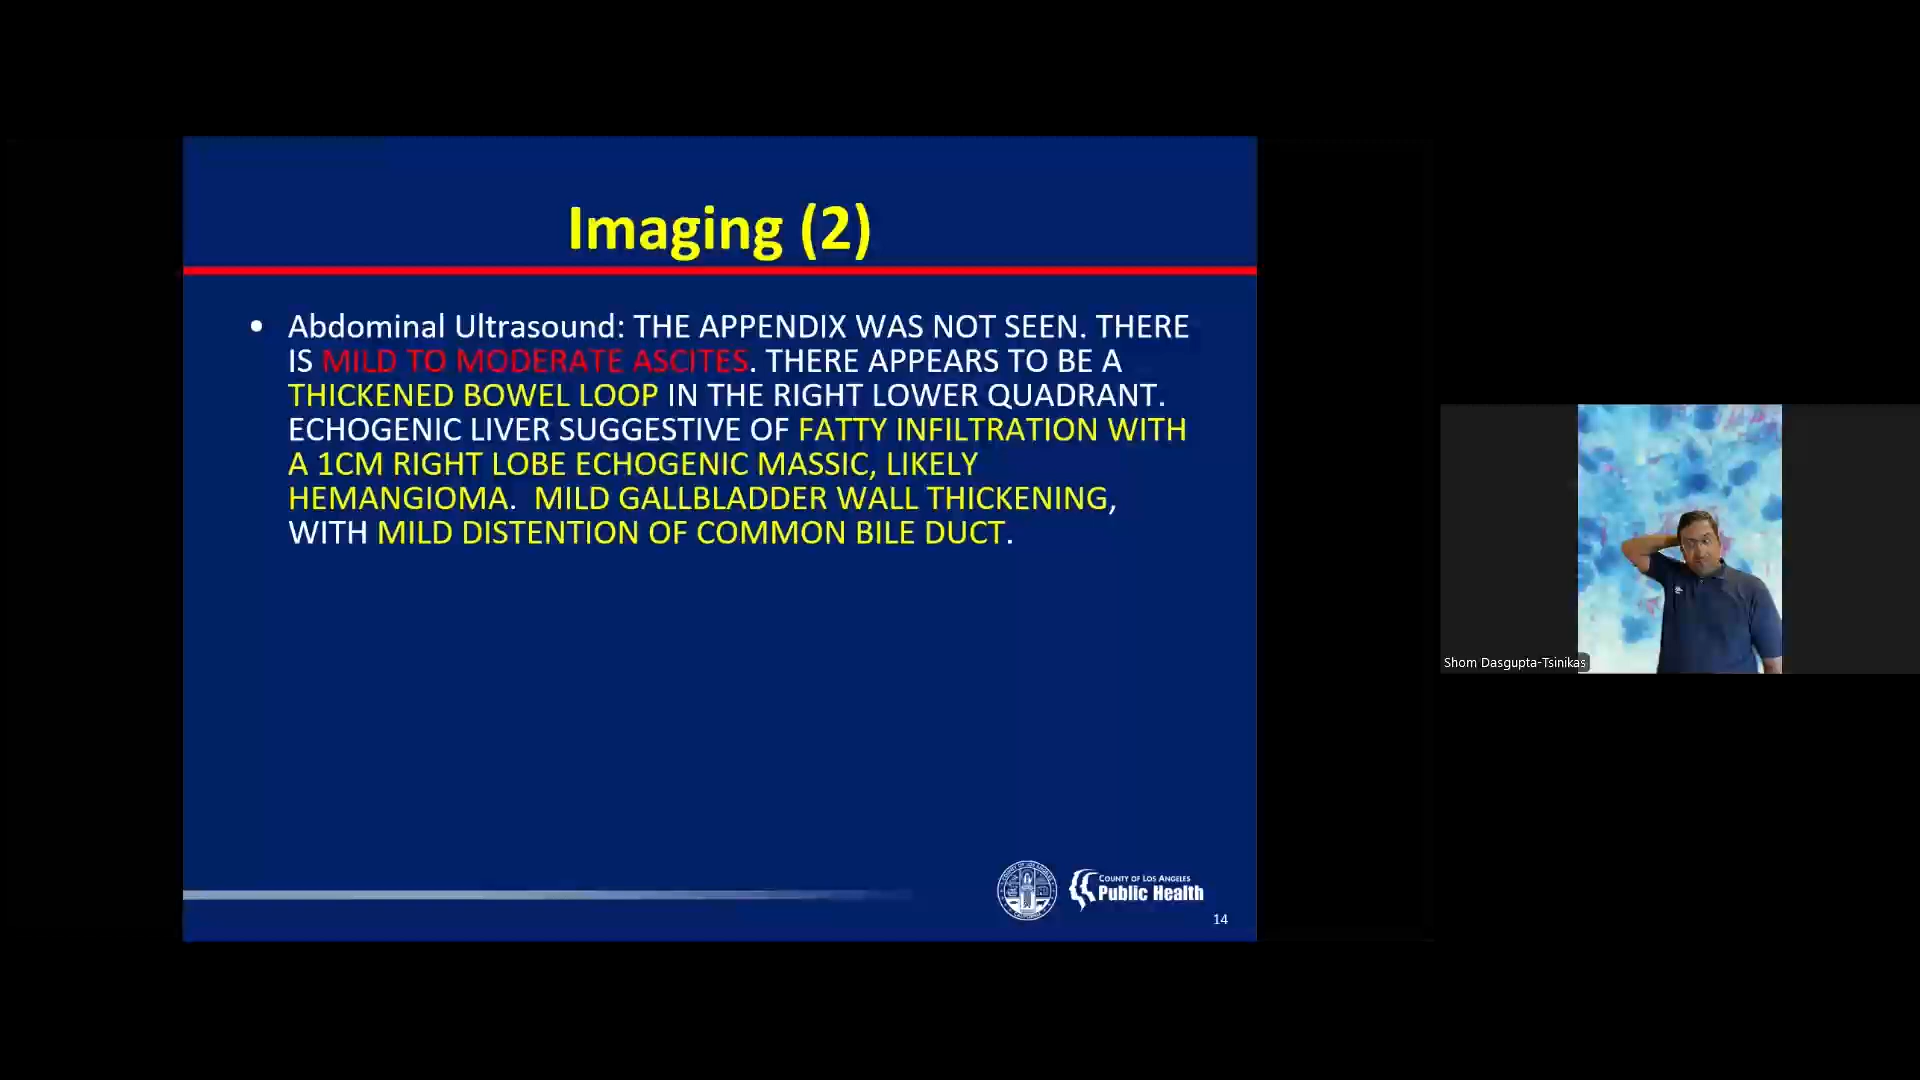 Imaging (2)
• Abdominal Ultrasound: THE APPENDIX WAS NOT SEEN. THERE
IS MILD TO MODERATE ASCITES. THERE APPEARS TO BE A
THICKENED BOWEL LOOP IN THE RIGHT LOWER QUADRANT.
ECHOGENIC LIVER SUGGESTIVE OF FATTY INFILTRATION WITH
A 1CM RIGHT LOBE ECHOGENIC MASSIC, LIKELY
HEMANGIOMA.  MILD GALLBLADDER WALL THICKENING,
WITH MILD DISTENTION OF COMMON BILE DUCT.
COUNTY OF LOS ANGELES
Public Health
14
Shom Dasgupta-Tsinikas